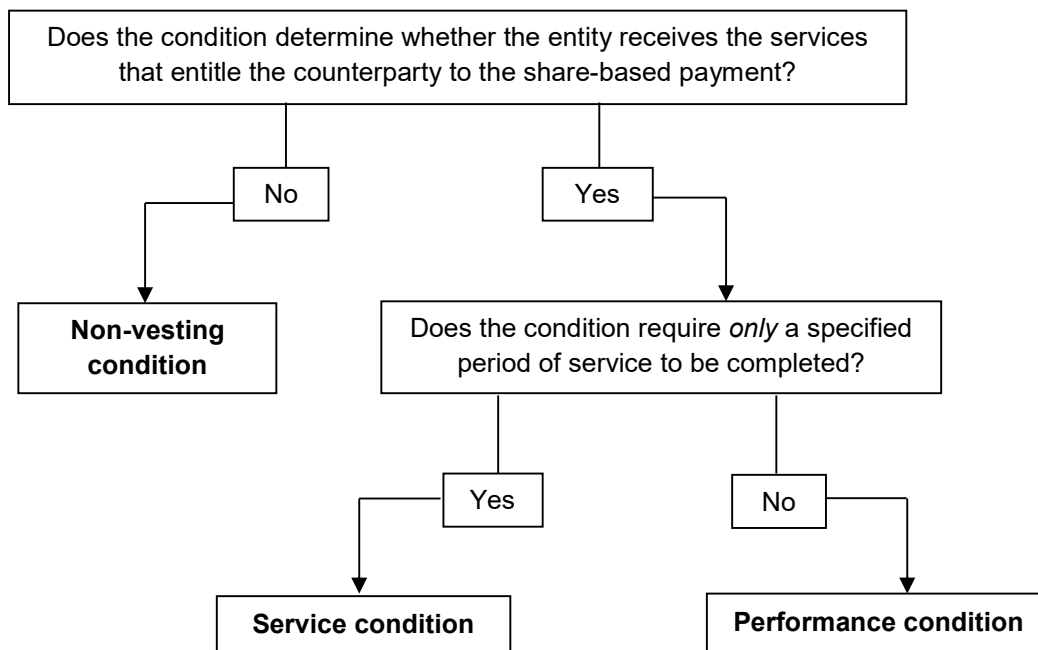 Does the condition determine whether the entity receives the services
that entitle the counterparty to the share-based payment?
No
Yes
Non-vesting
condition
Does the condition require only a specified
period of service to be completed?
Yes
No
Service condition
Performance condition